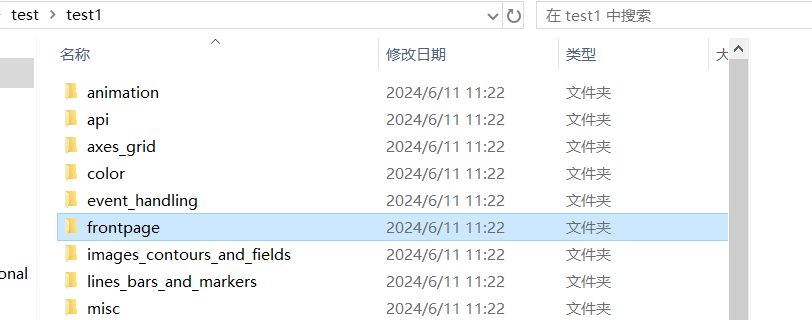 test › test1
在 test1 中搜索
名称 修改日期 类型 大
animation 2024/6/11 11:22 文件夹
api 2024/6/11 11:22 文件夹
axes_grid 2024/6/11 11:22 文件夹
color 2024/6/11 11:22 文件夹
event_handling 2024/6/11 11:22 文件夹
frontpage 2024/6/11 11:22 文件夹
images_contours_and_fields 2024/6/11 11:22 文件夹
onal
lines_bars_and_markers 2024/6/11 11:22 文件夹
misc 2024/6/11 11:22 文件夹